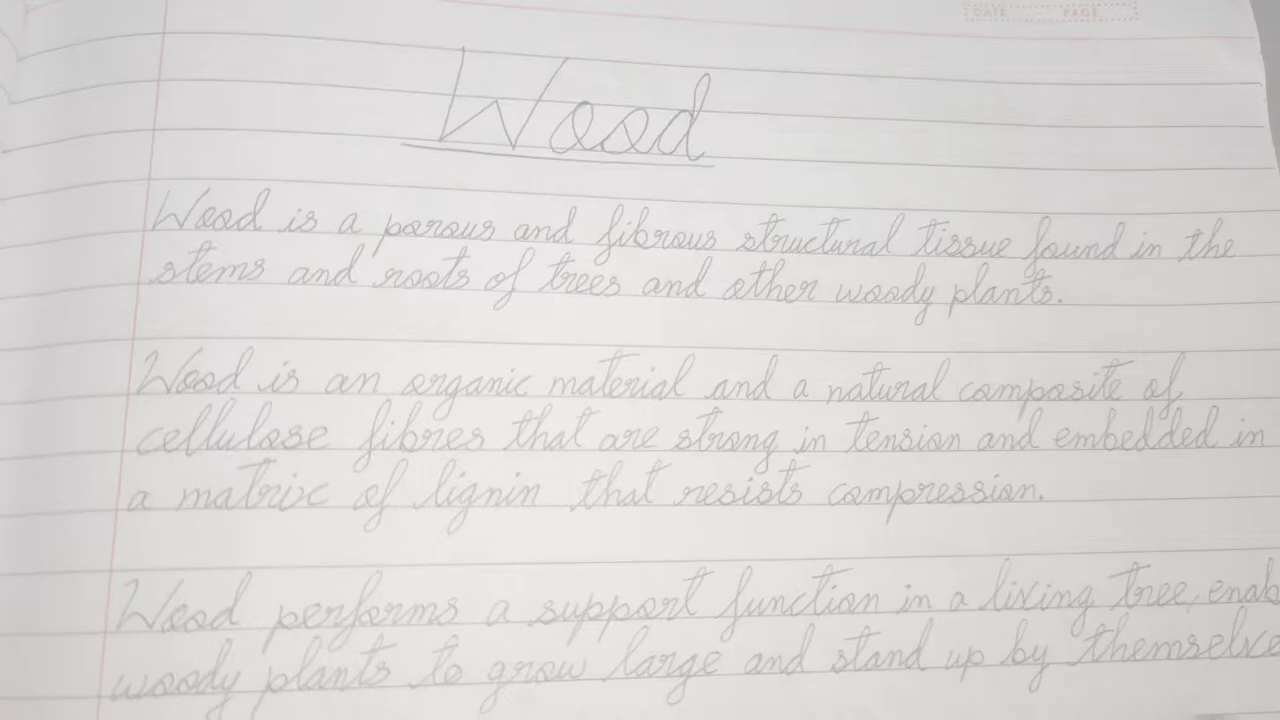 DATE PAGE
Wood
Wood is a porous and fibrous structural tissue found in the
stems and roots of trees and other woody plants.
Wood is an organic material and a natural composite of
cellulose fibres that are strong in tension and embedded in
a matrix of lignin that resists compression.
Wood performs a support function in a living tree, enab
woody plants to grow large and stand up by themselve